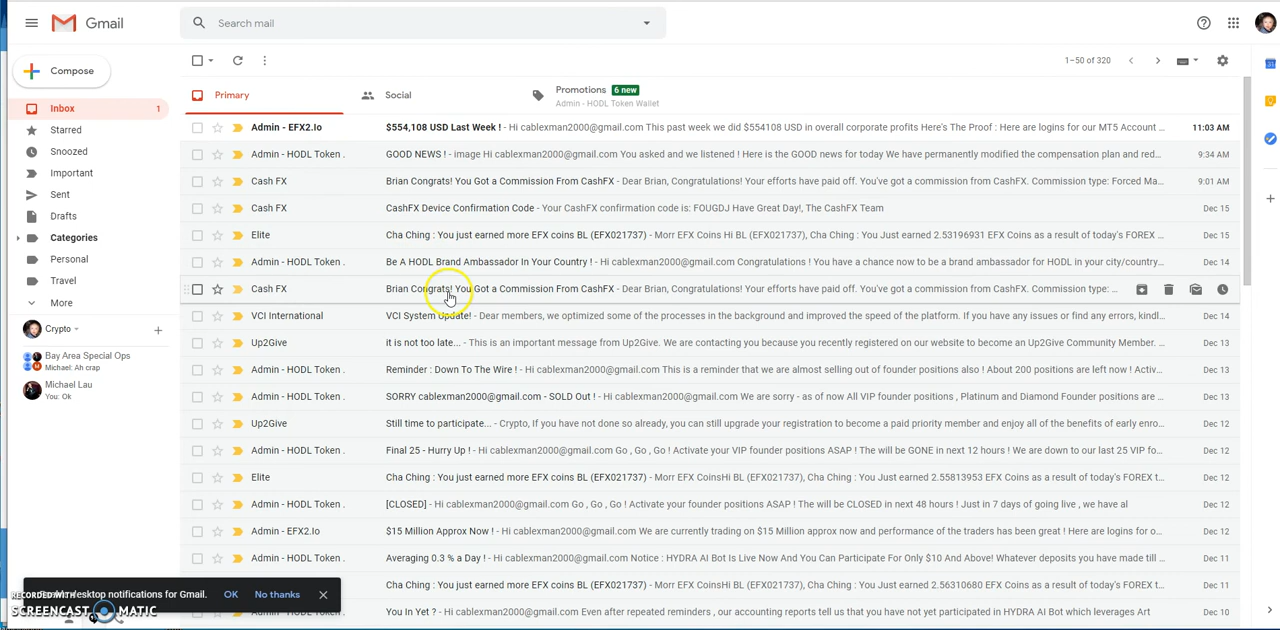 Gmail
Search mail
Compose
1–50 of 320
Inbox 1
Starred
Snoozed
Important
Sent
Drafts
Categories
Personal
Travel
More
Crypto
Bay Area Special Ops
Michael: Ah crap
Michael Lau
You: Ok
Primary
Social
Promotions 6 new
Admin - HODL Token Wallet
Admin - EFX2.Io $554,108 USD Last Week ! - Hi cablexman2000@gmail.com This past week we did $554108 USD in overall corporate profits Here's The Proof : Here are logins for our MT5 Account ... 11:03 AM
Admin - HODL Token . GOOD NEWS ! - image Hi cablexman2000@gmail.com You asked and we listened ! Here is the GOOD news for today We have permanently modified the compensation plan and red... 9:34 AM
Cash FX Brian Congrats! You Got a Commission From CashFX - Dear Brian, Congratulations! Your efforts have paid off. You've got a commission from CashFX. Commission type: Forced Ma... 9:01 AM
Cash FX CashFX Device Confirmation Code - Your CashFX confirmation code is: FOUGDJ Have Great Day!, The CashFX Team Dec 15
Elite Cha Ching : You just earned more EFX coins BL (EFX021737) - Morr EFX Coins Hi BL (EFX021737) - Cha Ching : You Just Earned 2.53196931 EFX Coins as a result of today's FOREX ... Dec 15
Admin - HODL Token . Be A HODL Brand Ambassador In Your Country ! - Hi cablexman2000@gmail.com Congratulations ! You have a chance now to be a brand ambassador for HODL in your city/country... Dec 14
Cash FX Brian Congrats! You Got a Commission From CashFX - Dear Brian, Congratulations! Your efforts have paid off. You've got a commission from CashFX. Commission type: ...
VCI International VCI System Update! - Dear members, we optimized some of the processes in the background and improved the speed of the platform. If you have any issues or find any errors, kindl... Dec 14
Up2Give it is not too late... - This is an important message from Up2Give. We are contacting you because you recently registered on our website to become an Up2Give Community Member. ... Dec 13
Admin - HODL Token . Reminder : Down To The Wire ! - Hi cablexman2000@gmail.com This is a reminder that we are almost selling out of founder positions also ! About 200 positions are left now ! Activ... Dec 13
Admin - HODL Token . SORRY cablexman2000@gmail.com - SOLD Out ! - Hi cablexman2000@gmail.com We are sorry - as of now All VIP founder positions , Platinum and Diamond Founder positions are ... Dec 13
Up2Give Still time to participate... - Crypto, If you have not done so already, you can still upgrade your registration to become a paid priority member and enjoy all of the benefits of early enro... Dec 12
Admin - HODL Token . Final 25 - Hurry Up ! - Hi cablexman2000@gmail.com Go , Go , Go ! Activate your VIP founder positions ASAP ! The will be GONE in next 12 hours ! We are down to our last 25 VIP fo... Dec 12
Elite Cha Ching : You just earned more EFX coins BL (EFX021737) - Morr EFX CoinsHi BL (EFX021737) - Cha Ching : You Just Earned 2.55813953 EFX Coins as a result of today's FOREX t... Dec 12
Admin - HODL Token . [CLOSED] - Hi cablexman2000@gmail.com Go , Go , Go ! Activate your founder positions ASAP ! The will be CLOSED in next 48 hours ! Just in 7 days of going live , we have al Dec 12
Admin - EFX2.Io $15 Million Approx Now ! - Hi cablexman2000@gmail.com We are currently trading on $15 Million approx now and performance of the traders has been great ! Here are logins for o... Dec 12
Admin - HODL Token . Averaging 0.3 % a Day ! - Hi cablexman2000@gmail.com Notice : HYDRA AI Bot Is Live Now And You Can Participate For Only $10 And Above! Whatever deposits you have made till ... Dec 11
Cha Ching : You just earned more EFX coins BL (EFX021737) - Morr EFX CoinsHi BL (EFX021737) - Cha Ching : You Just Earned 2.56310680 EFX Coins as a result of today's FOREX t... Dec 11
You In Yet ? - Hi cablexman2000@gmail.com Even after repeated reminders , our accounting dept tell us that you have not yet participated in HYDRA AI Bot which leverages Art Dec 10
desktop notifications for Gmail. OK No thanks
RECORDED WITH
SCREENCAST MATIC